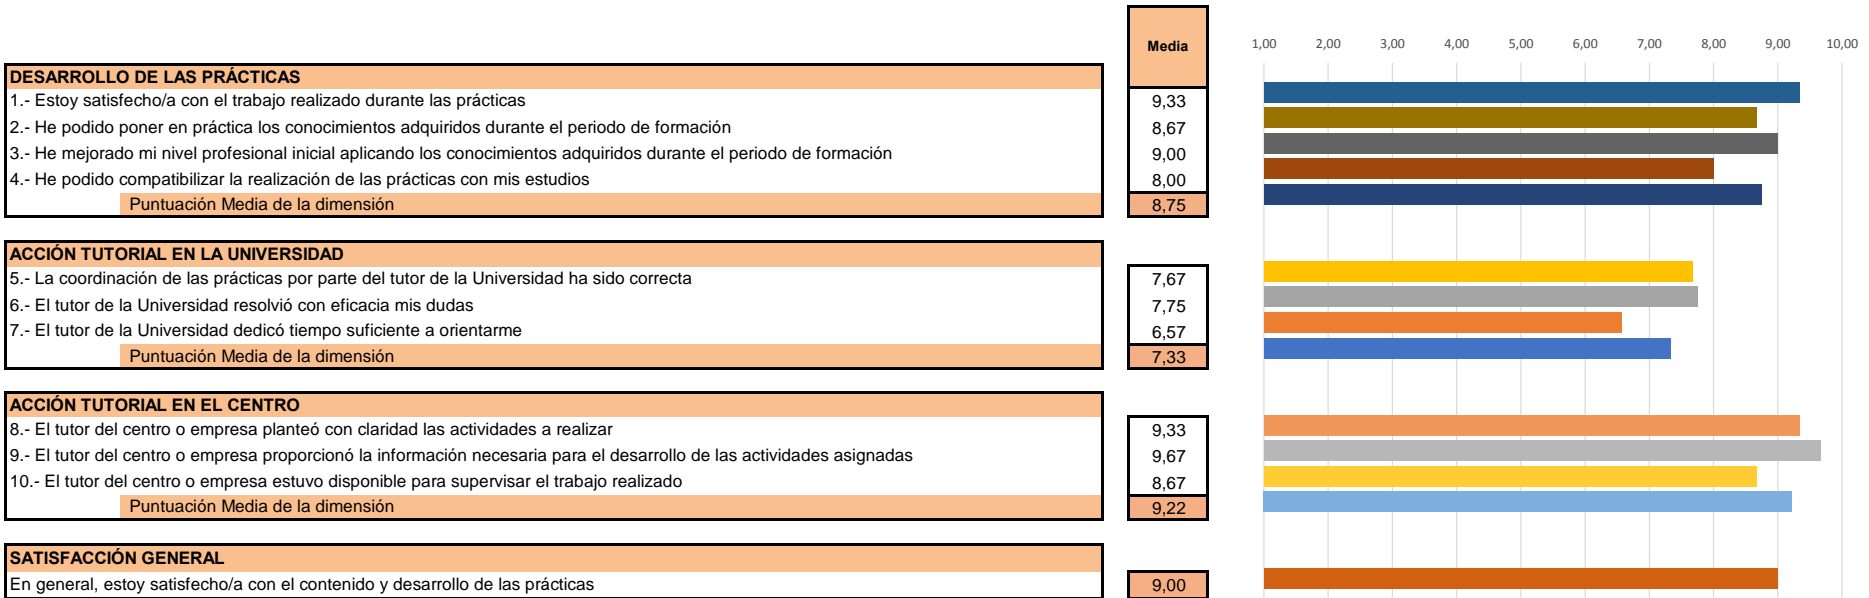 Media
1,00 2,00 3,00 4,00 5,00 6,00 7,00 8,00 9,00 10,00
DESARROLLO DE LAS PRÁCTICAS
1.- Estoy satisfecho/a con el trabajo realizado durante las prácticas 9,33
2.- He podido poner en práctica los conocimientos adquiridos durante el periodo de formación 8,67
3.- He mejorado mi nivel profesional inicial aplicando los conocimientos adquiridos durante el periodo de formación 9,00
4.- He podido compatibilizar la realización de las prácticas con mis estudios 8,00
Puntuación Media de la dimensión 8,75
ACCIÓN TUTORIAL EN LA UNIVERSIDAD
5.- La coordinación de las prácticas por parte del tutor de la Universidad ha sido correcta 7,67
6.- El tutor de la Universidad resolvió con eficacia mis dudas 7,75
7.- El tutor de la Universidad dedicó tiempo suficiente a orientarme 6,57
Puntuación Media de la dimensión 7,33
ACCIÓN TUTORIAL EN EL CENTRO
8.- El tutor del centro o empresa planteó con claridad las actividades a realizar 9,33
9.- El tutor del centro o empresa proporcionó la información necesaria para el desarrollo de las actividades asignadas 9,67
10.- El tutor del centro o empresa estuvo disponible para supervisar el trabajo realizado 8,67
Puntuación Media de la dimensión 9,22
SATISFACCIÓN GENERAL
En general, estoy satisfecho/a con el contenido y desarrollo de las prácticas 9,00